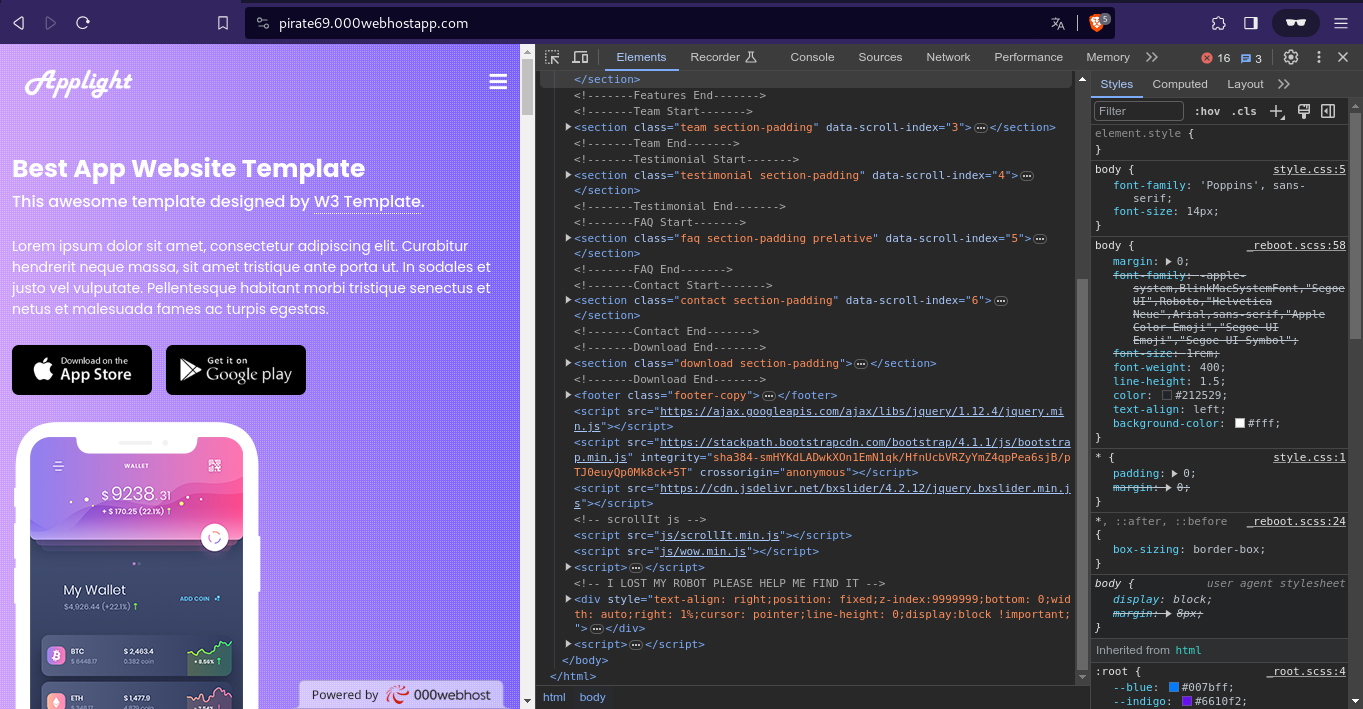 pirate69.000webhostapp.com
5
Applight
Best App Website Template
This awesome template designed by W3 Template.
Lorem ipsum dolor sit amet, consectetur adipiscing elit. Curabitur
hendrerit neque massa, sit amet tristique ante porta ut. In sodales et
justo vel vulputate. Pellentesque habitant morbi tristique senectus et
netus et malesuada fames ac turpis egestas.
Download on the
App Store
Get it on
Google play
WALLET
$ 9238.31
+ $ 170.25 (22.1%) ↑
My Wallet
$4,926.44 (+22.1%) ↑
ADD COIN
BTC
$ 6448.17
$ 2,463.4
0.382 coin
+ 8.56% ↑
ETH
$ 1,477.9
Powered by 000webhost
Elements
Recorder
Console
Sources
Network
Performance
Memory
16
3
</section>
<!-------Features End------->
<!-------Team Start------->
<section class="team section-padding" data-scroll-index="3">…</section>
<!-------Team End------->
<!-------Testimonial Start------->
<section class="testimonial section-padding" data-scroll-index="4">…
</section>
<!-------Testimonial End------->
<!-------FAQ Start------->
<section class="faq section-padding prelative" data-scroll-index="5">…
</section>
<!-------FAQ End------->
<!-------Contact Start------->
<section class="contact section-padding" data-scroll-index="6">…
</section>
<!-------Contact End------->
<!-------Download End------->
<section class="download section-padding">…</section>
<!-------Download End------->
<footer class="footer-copy">…</footer>
<script src="https://ajax.googleapis.com/ajax/libs/jquery/1.12.4/jquery.mi
n.js"></script>
<script src="https://stackpath.bootstrapcdn.com/bootstrap/4.1.1/js/bootstra
p.min.js" integrity="sha384-smHYKdLADwkXOn1EmN1qk/HfnUcbVRZyYmZ4qpPea6sjB/p
TJ0euyQp0Mk8ck+5T" crossorigin="anonymous"></script>
<script src="https://cdn.jsdelivr.net/bxslider/4.2.12/jquery.bxslider.min.j
s"></script>
<!-- scrollIt js -->
<script src="js/scrollIt.min.js"></script>
<script src="js/wow.min.js"></script>
<script>…</script>
<!-- I LOST MY ROBOT PLEASE HELP ME FIND IT -->
<div style="text-align: right;position: fixed;z-index:9999999;bottom: 0;wid
th: auto;right: 1%;cursor: pointer;line-height: 0;display:block !important;
">…</div>
<script>…</script>
</body>
</html>
html body
Styles
Computed
Layout
Filter
:hov .cls
element.style {
}
body { style.css:5
font-family: 'Poppins', sans-
serif;
font-size: 14px;
}
body { _reboot.scss:58
margin: 0;
font-family: -apple-
system,BlinkMacSystemFont,"Segoe
UI",Roboto,"Helvetica
Neue",Arial,sans-serif,"Apple
Color Emoji","Segoe UI
Emoji","Segoe UI Symbol";
font-size: 1rem;
font-weight: 400;
line-height: 1.5;
color: #212529;
text-align: left;
background-color: #fff;
}
* { style.css:1
padding: 0;
margin: 0;
}
*, ::after, ::before _reboot.scss:24
{
box-sizing: border-box;
}
body { user agent stylesheet
display: block;
margin: 8px;
}
Inherited from html
:root { _root.scss:4
--blue: #007bff;
--indigo: #6610f2;